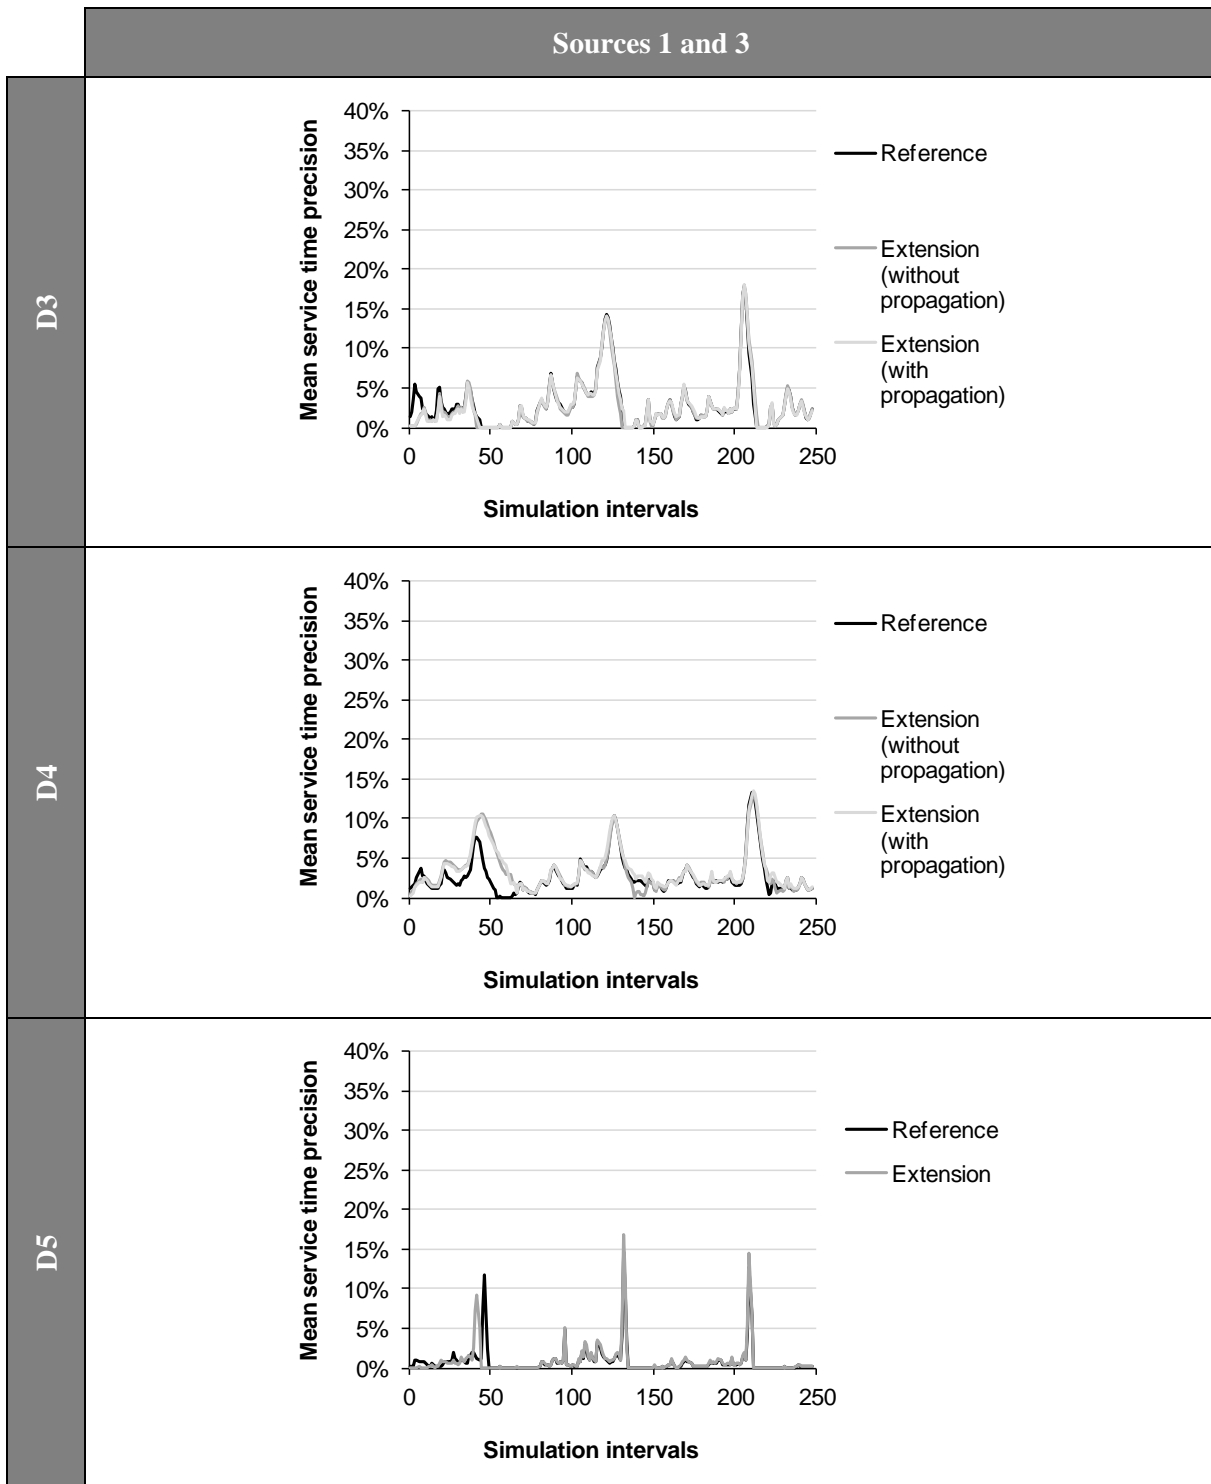 Sources 1 and 3
D3
Mean service time precision
40%
35%
30%
25%
20%
15%
10%
5%
0%
0 50 100 150 200 250
Simulation intervals
Reference
Extension
(without
propagation)
Extension
(with
propagation)
D4
Mean service time precision
40%
35%
30%
25%
20%
15%
10%
5%
0%
0 50 100 150 200 250
Simulation intervals
Reference
Extension
(without
propagation)
Extension
(with
propagation)
D5
Mean service time precision
40%
35%
30%
25%
20%
15%
10%
5%
0%
0 50 100 150 200 250
Simulation intervals
Reference
Extension